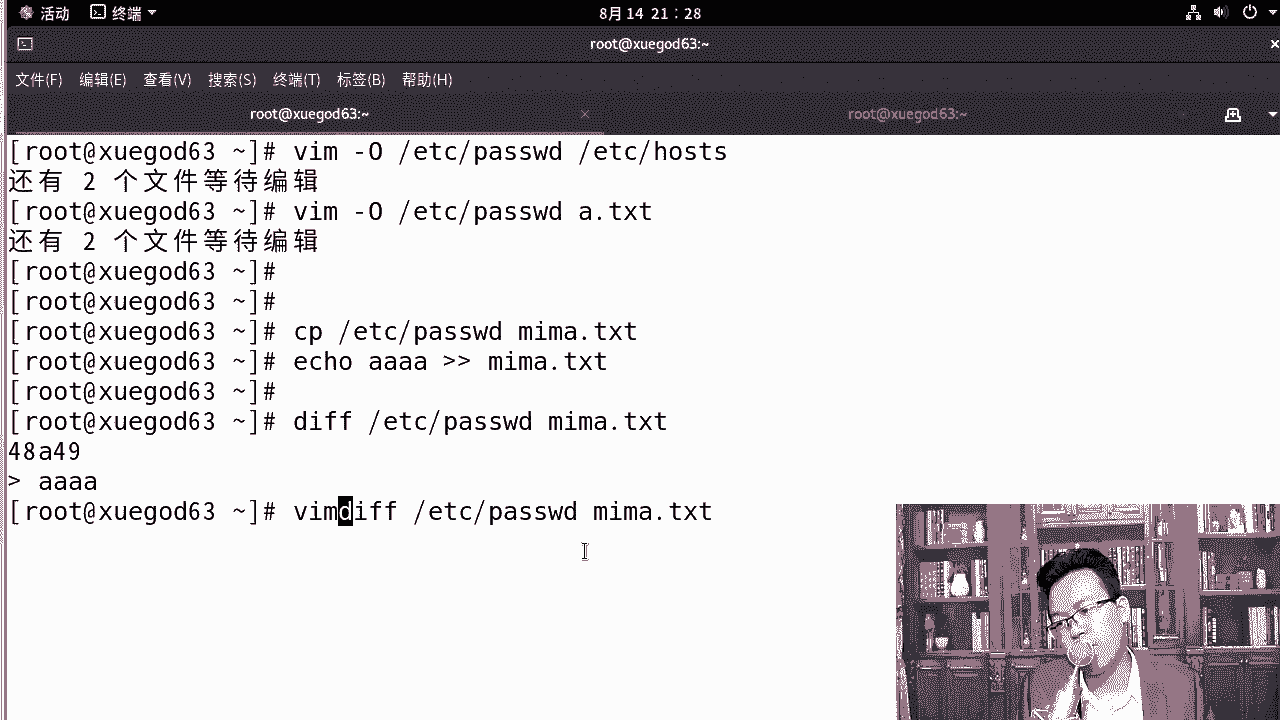 活动 终端 8月14 21：28
root@xuegod63:~
文件(F) 编辑(E) 查看(V) 搜索(S) 终端(T) 标签(B) 帮助(H)
root@xuegod63:~ root@xuegod63:~
[root@xuegod63 ~]# vim -O /etc/passwd /etc/hosts
还有 2 个文件等待编辑
[root@xuegod63 ~]# vim -O /etc/passwd a.txt
还有 2 个文件等待编辑
[root@xuegod63 ~]#
[root@xuegod63 ~]#
[root@xuegod63 ~]# cp /etc/passwd mima.txt
[root@xuegod63 ~]# echo aaaa >> mima.txt
[root@xuegod63 ~]#
[root@xuegod63 ~]# diff /etc/passwd mima.txt
48a49
> aaaa
[root@xuegod63 ~]# vimdiff /etc/passwd mima.txt